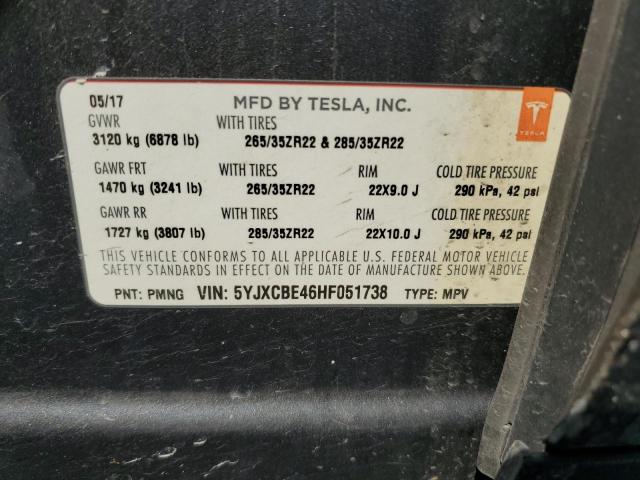 05/17 MFD BY TESLA, INC.
GVWR WITH TIRES
3120 kg (6878 lb) 265/35ZR22 & 285/35ZR22
TESLA
GAWR FRT WITH TIRES RIM COLD TIRE PRESSURE
1470 kg (3241 lb) 265/35ZR22 22X9.0 J 290 kPa, 42 psi
GAWR RR WITH TIRES RIM COLD TIRE PRESSURE
1727 kg (3807 lb) 285/35ZR22 22X10.0 J 290 kPa, 42 psi
THIS VEHICLE CONFORMS TO ALL APPLICABLE U.S. FEDERAL MOTOR VEHICLE
SAFETY STANDARDS IN EFFECT ON THE DATE OF MANUFACTURE SHOWN ABOVE.
PNT: PMNG VIN: 5YJXCBE46HF051738 TYPE: MPV